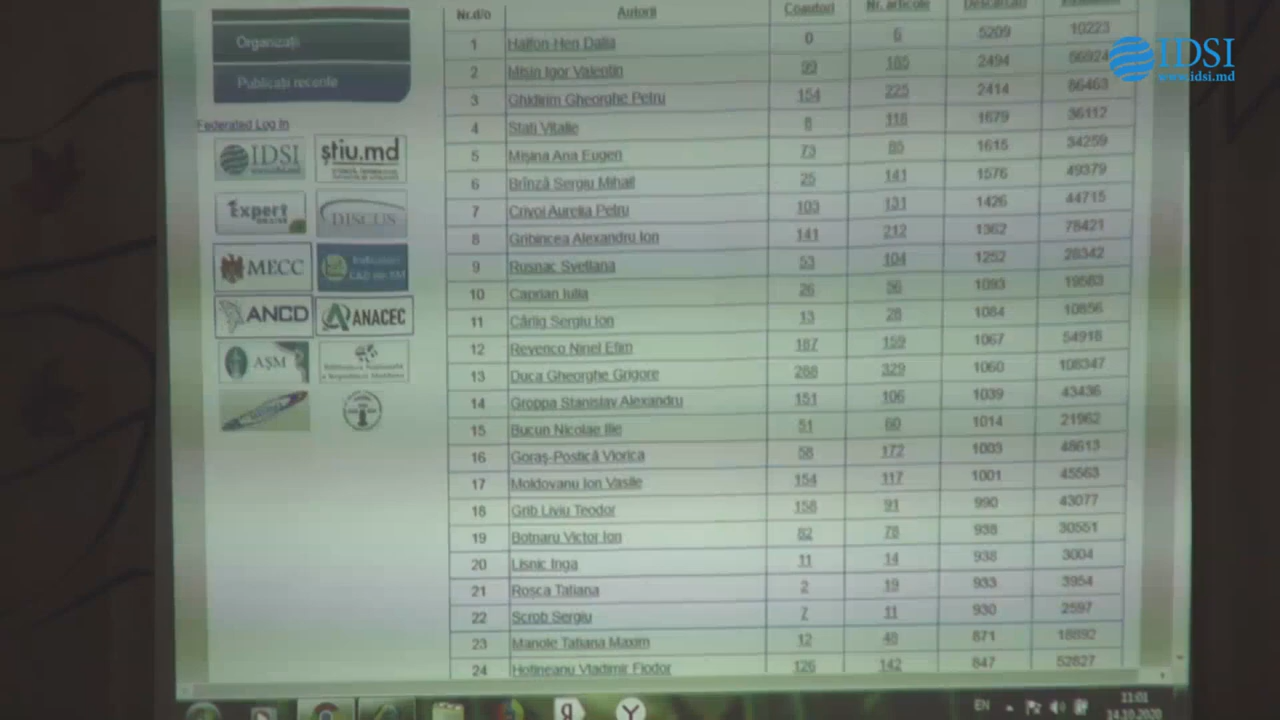 Organizații
Publicații recente
Federated Log In
IDSI
știu.md
Expert
DISCUS
MECC
ANCD
ANACEC
AȘM
Nr.d/o Autorii Coautori Nr. articole Descărcări
1 Halfon-Hen Dalia 0 6 5209 10223
2 Mișin Igor Valentin 99 185 2494
3 Ghidirim Gheorghe Petru 154 225 2414 66463
4 Stati Vitalie 8 118 1679 36112
5 Mișina Ana Eugen 73 85 1615 34259
6 Brînză Sergiu Mihail 25 141 1576 49379
7 Crivoi Aurelia Petru 103 131 1426 44715
8 Gribincea Alexandru Ion 141 212 1362 78421
9 Rusnac Svetlana 53 104 1252 28342
10 Caprian Iulia 26 1093
11 Cârlig Sergiu Ion 13 28 1084 10856
12 Revenco Ninel Efim 187 159 1067 54918
13 Duca Gheorghe Grigore 268 329 1060 108347
14 Groppa Stanislav Alexandru 151 106 1039 43436
15 Bucun Nicolae Ilie 51 60 1014 21962
16 Goraș-Postică Viorica 58 172 1003 48613
17 Moldovanu Ion Vasile 154 117 1001 45563
18 Grib Liviu Teodor 158 91 990 43077
19 Botnaru Victor Ion 82 78 938 30551
20 Lisnic Inga 11 14 938 3004
21 Rosca Tatiana 2 19 933 3954
22 Scrob Sergiu 7 11 930 2597
23 Manole Tatiana Maxim 12 48 871 18892
24 Hotineanu Vladimir Fiodor 126 142 847 52827
IDSI
www.idsi.md
EN
11:01
14.10.2020